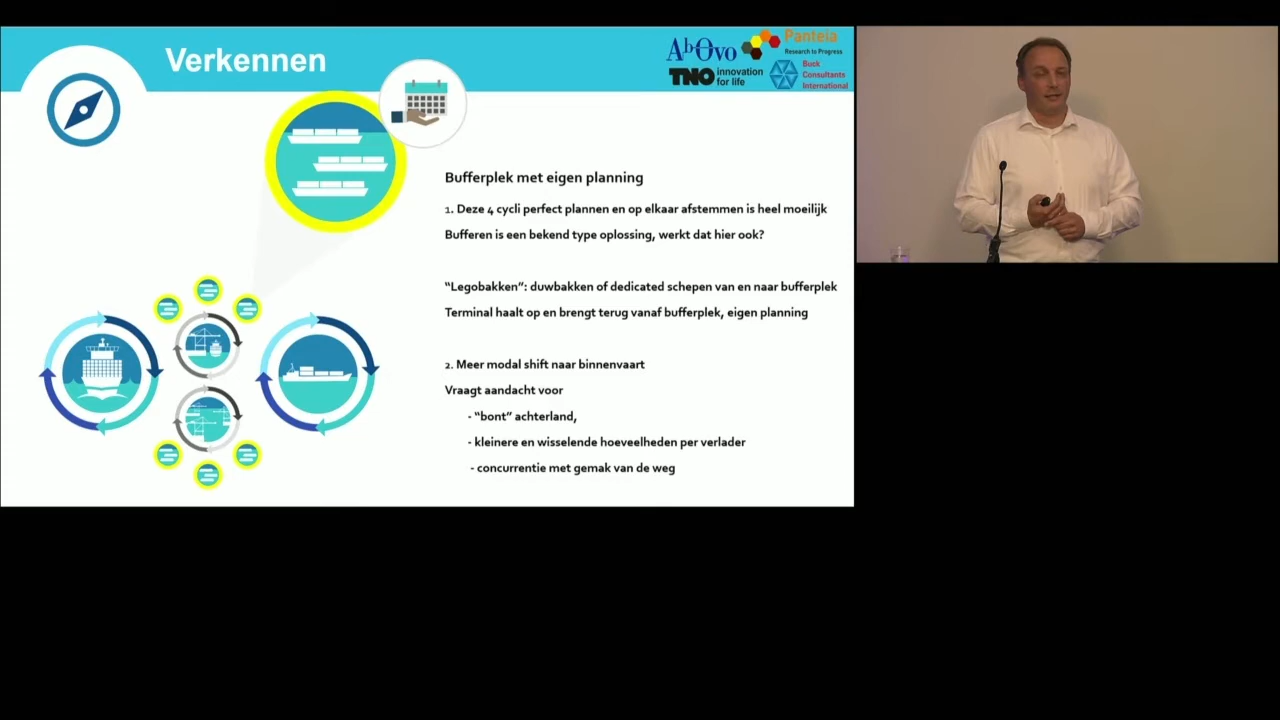 Verkennen
AbOvo
Panteia
Research to Progress
TNO innovation
for life
Buck
Consultants
International
Bufferplek met eigen planning
1. Deze 4 cycli perfect plannen en op elkaar afstemmen is heel moeilijk
Bufferen is een bekend type oplossing, werkt dat hier ook?
“Legobakken”: duwbakken of dedicated schepen van en naar bufferplek
Terminal haalt op en brengt terug vanaf bufferplek, eigen planning
2. Meer modal shift naar binnenvaart
Vraagt aandacht voor
- “bont” achterland,
- kleinere en wisselende hoeveelheden per verlader
- concurrentie met gemak van de weg